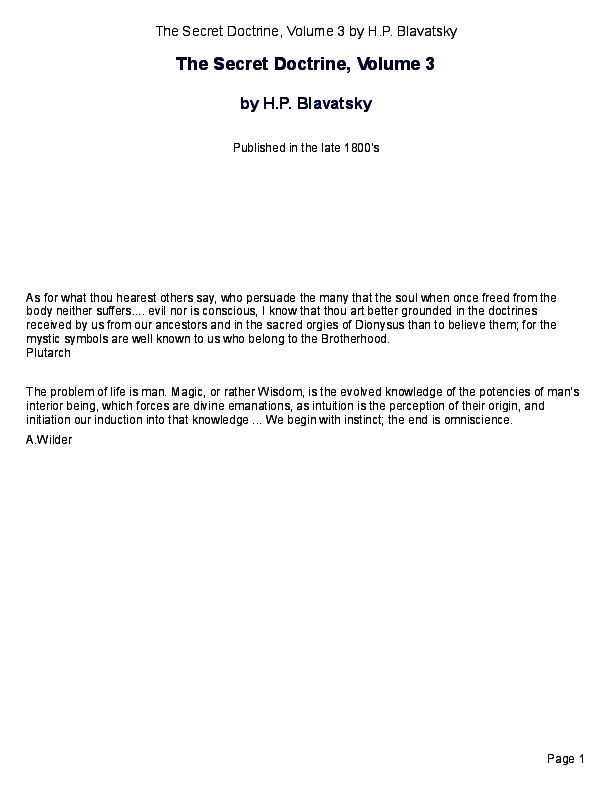 The Secret Doctrine, Volume 3 by H.P. Blavatsky
The Secret Doctrine, Volume 3
by H.P. Blavatsky
Published in the late 1800's
As for what thou hearest others say, who persuade the many that the soul when once freed from the
body neither suffers.... evil nor is conscious, I know that thou art better grounded in the doctrines
received by us from our ancestors and in the sacred orgies of Dionysus than to believe them; for the
mystic symbols are well known to us who belong to the Brotherhood.
Plutarch
The problem of life is man. Magic, or rather Wisdom, is the evolved knowledge of the potencies of man's
interior being, which forces are divine emanations, as intuition is the perception of their origin, and
initiation our induction into that knowledge ... We begin with instinct; the end is omniscience.
A.Wilder
Page 1